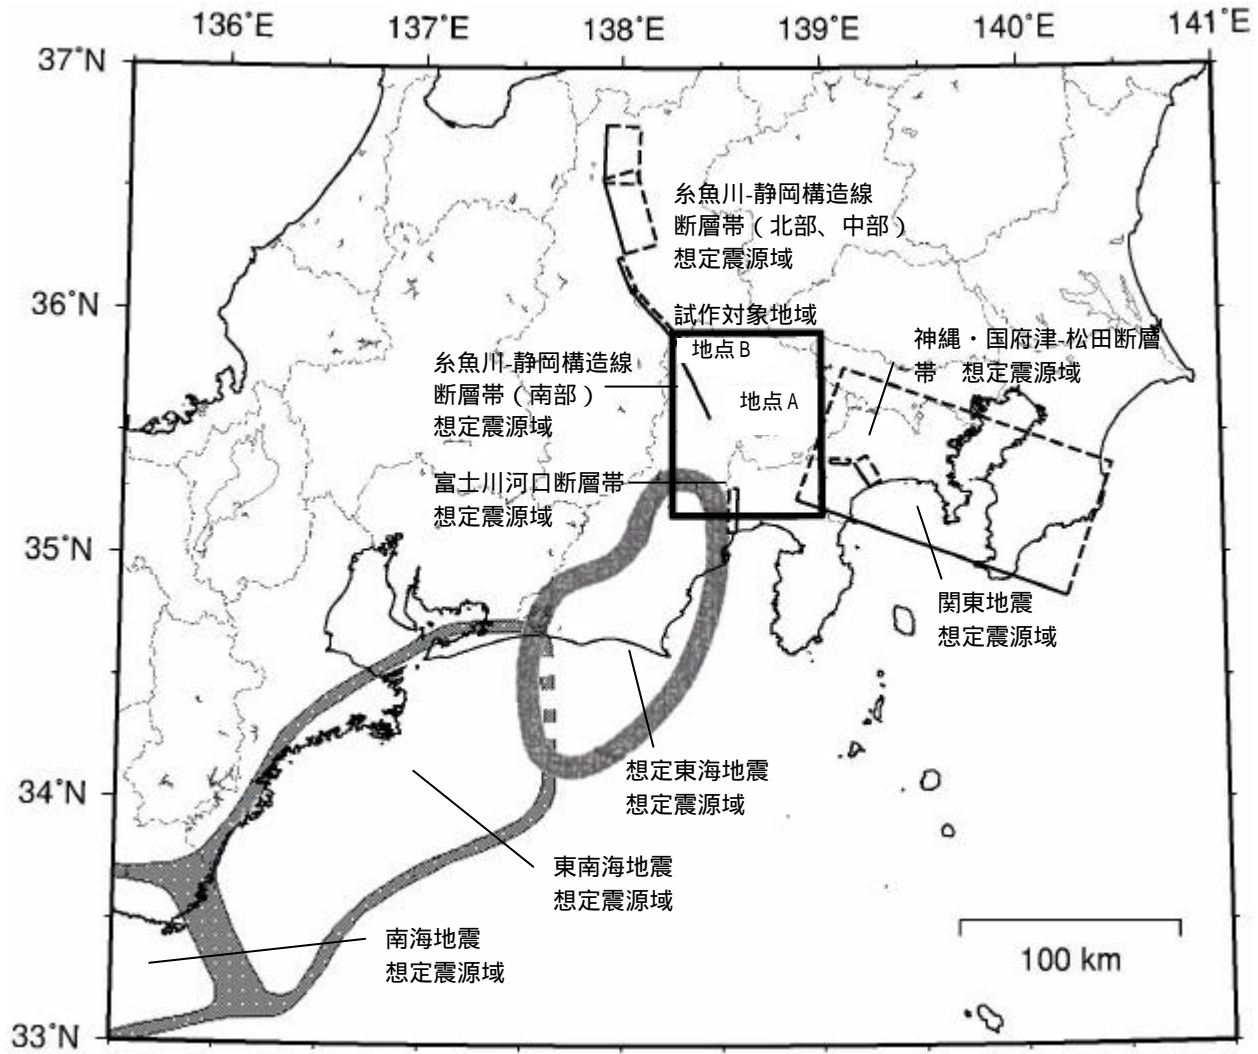 136°E 137°E 138°E 139°E 140°E 141°E
37°N
糸魚川-静岡構造線
断層帯(北部、中部)
想定震源域
36°N
試作対象地域
地点B
神縄・国府津-松田断層
帯 想定震源域
糸魚川-静岡構造線
断層帯(南部)
想定震源域
地点A
富士川河口断層帯
想定震源域
35°N
関東地震
想定震源域
想定東海地震
想定震源域
34°N
東南海地震
想定震源域
南海地震
想定震源域
100 km
33°N